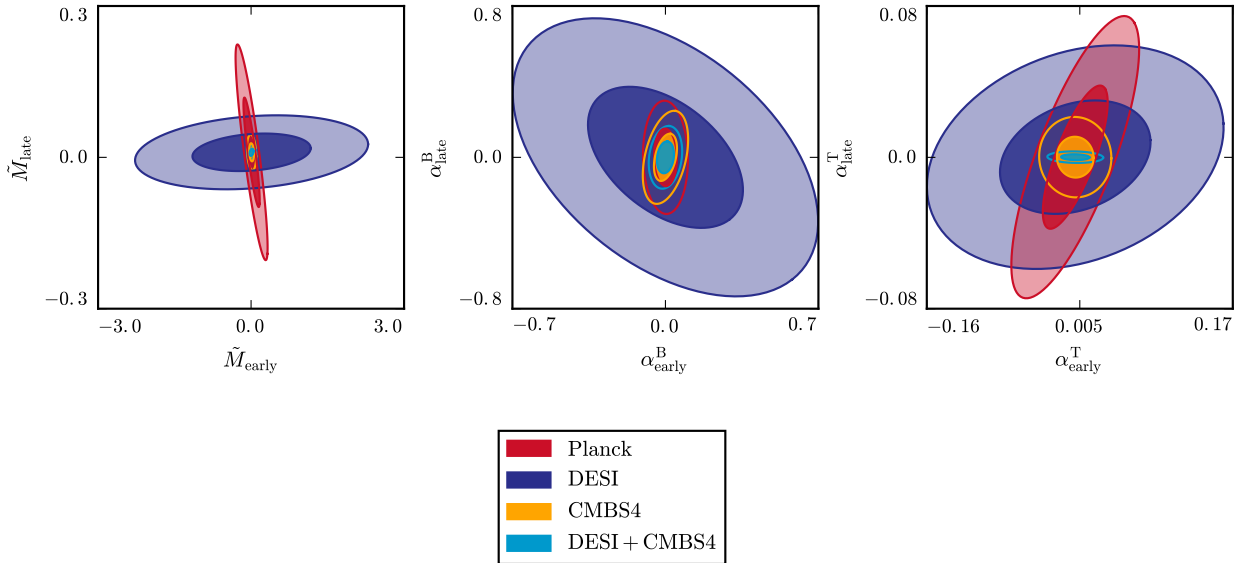 0.3
0.0
−0.3
M̃late
−3.0 0.0 3.0
M̃early
0.8
0.0
−0.8
αBlate
−0.7 0.0 0.7
αBearly
0.08
0.0
−0.08
αTlate
−0.16 0.005 0.17
αTearly
Planck
DESI
CMBS4
DESI + CMBS4